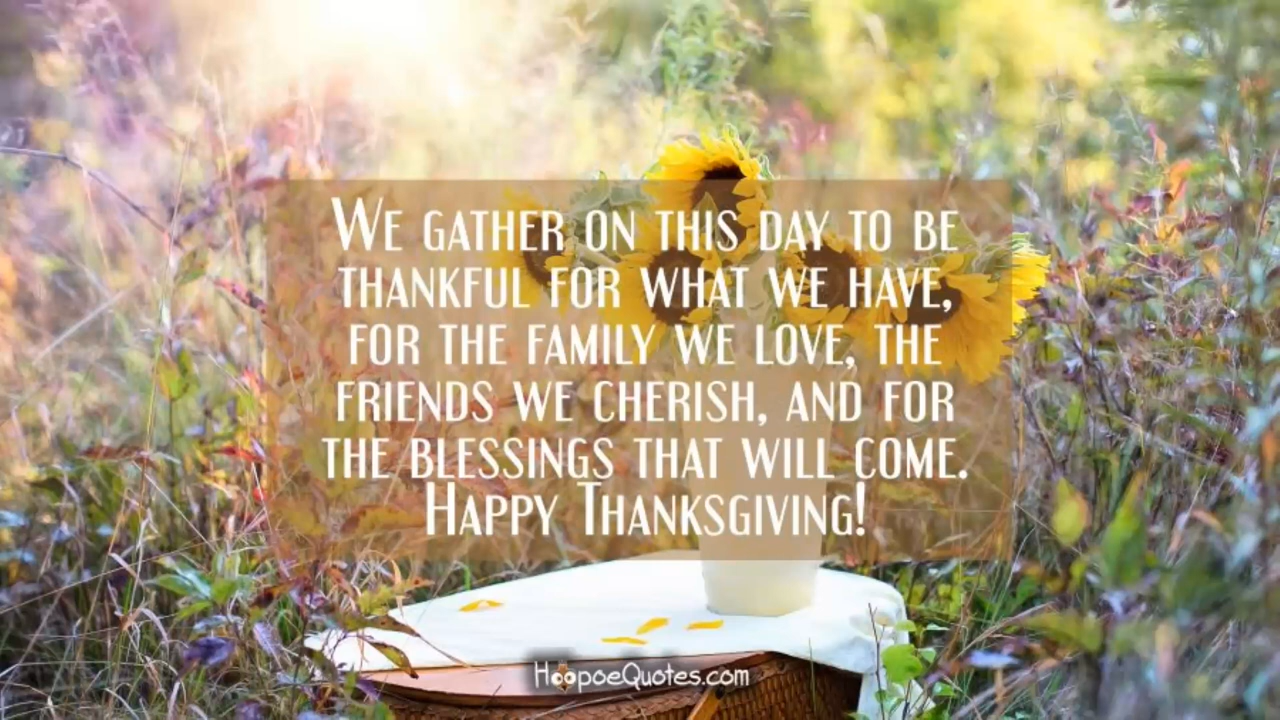 We gather on this day to be
thankful for what we have,
for the family we love, the
friends we cherish, and for
the blessings that will come.
Happy Thanksgiving!
HoopoeQuotes.com